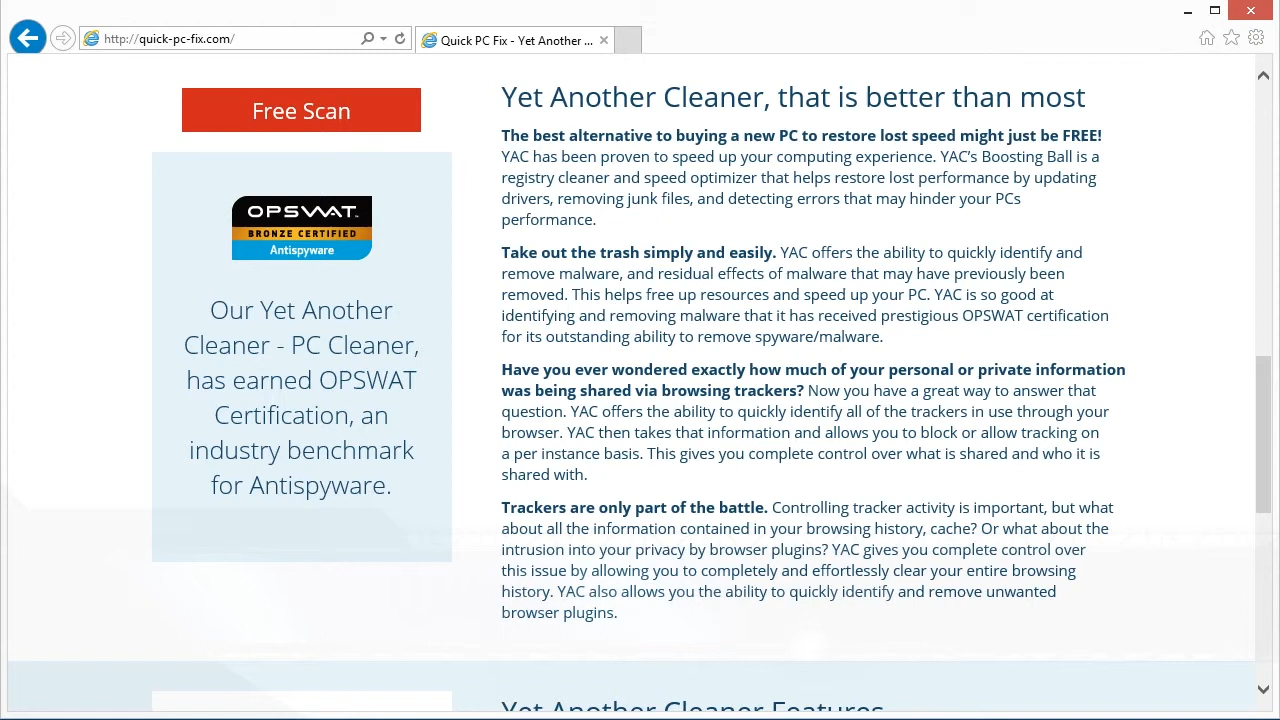 http://quick-pc-fix.com/
Quick PC Fix - Yet Another ...
Free Scan
OPSWAT™
BRONZE CERTIFIED
Antispyware
Our Yet Another
Cleaner - PC Cleaner,
has earned OPSWAT
Certification, an
industry benchmark
for Antispyware.
Yet Another Cleaner, that is better than most
The best alternative to buying a new PC to restore lost speed might just be FREE!
YAC has been proven to speed up your computing experience. YAC’s Boosting Ball is a
registry cleaner and speed optimizer that helps restore lost performance by updating
drivers, removing junk files, and detecting errors that may hinder your PCs
performance.
Take out the trash simply and easily. YAC offers the ability to quickly identify and
remove malware, and residual effects of malware that may have previously been
removed. This helps free up resources and speed up your PC. YAC is so good at
identifying and removing malware that it has received prestigious OPSWAT certification
for its outstanding ability to remove spyware/malware.
Have you ever wondered exactly how much of your personal or private information
was being shared via browsing trackers? Now you have a great way to answer that
question. YAC offers the ability to quickly identify all of the trackers in use through your
browser. YAC then takes that information and allows you to block or allow tracking on
a per instance basis. This gives you complete control over what is shared and who it is
shared with.
Trackers are only part of the battle. Controlling tracker activity is important, but what
about all the information contained in your browsing history, cache? Or what about the
intrusion into your privacy by browser plugins? YAC gives you complete control over
this issue by allowing you to completely and effortlessly clear your entire browsing
history. YAC also allows you the ability to quickly identify and remove unwanted
browser plugins.
Yet Another Cleaner Features